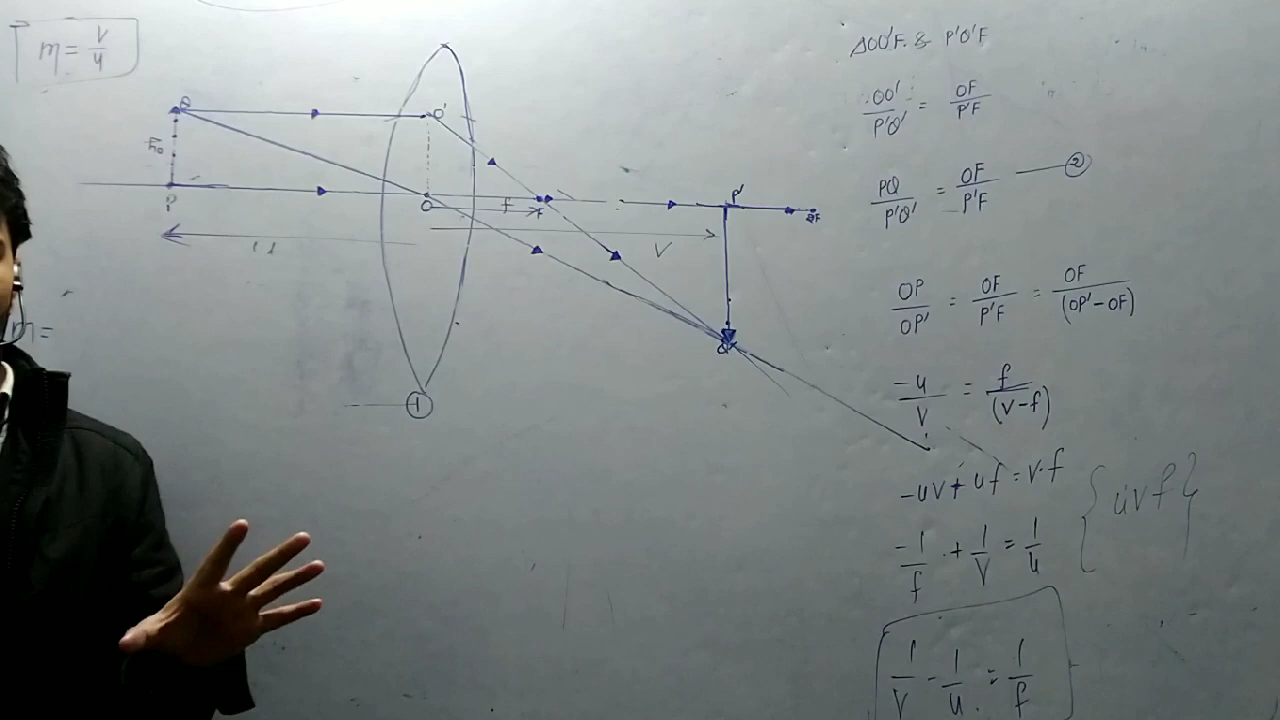 m = v/u
ΔOO'F. & P'O'F
OO'/P'Q' = OF/P'F
PQ/P'Q' = OF/P'F — ②
OP/OP' = OF/P'F = OF/(OP'-OF)
-u/v = f/(v-f)
-uv+uf = v.f
{uvf}
-1/f + 1/v = 1/u
1/v - 1/u = 1/f
Q
O'
h₀
P
O
f
F
P'
2F
u
v
Q'
m=
①